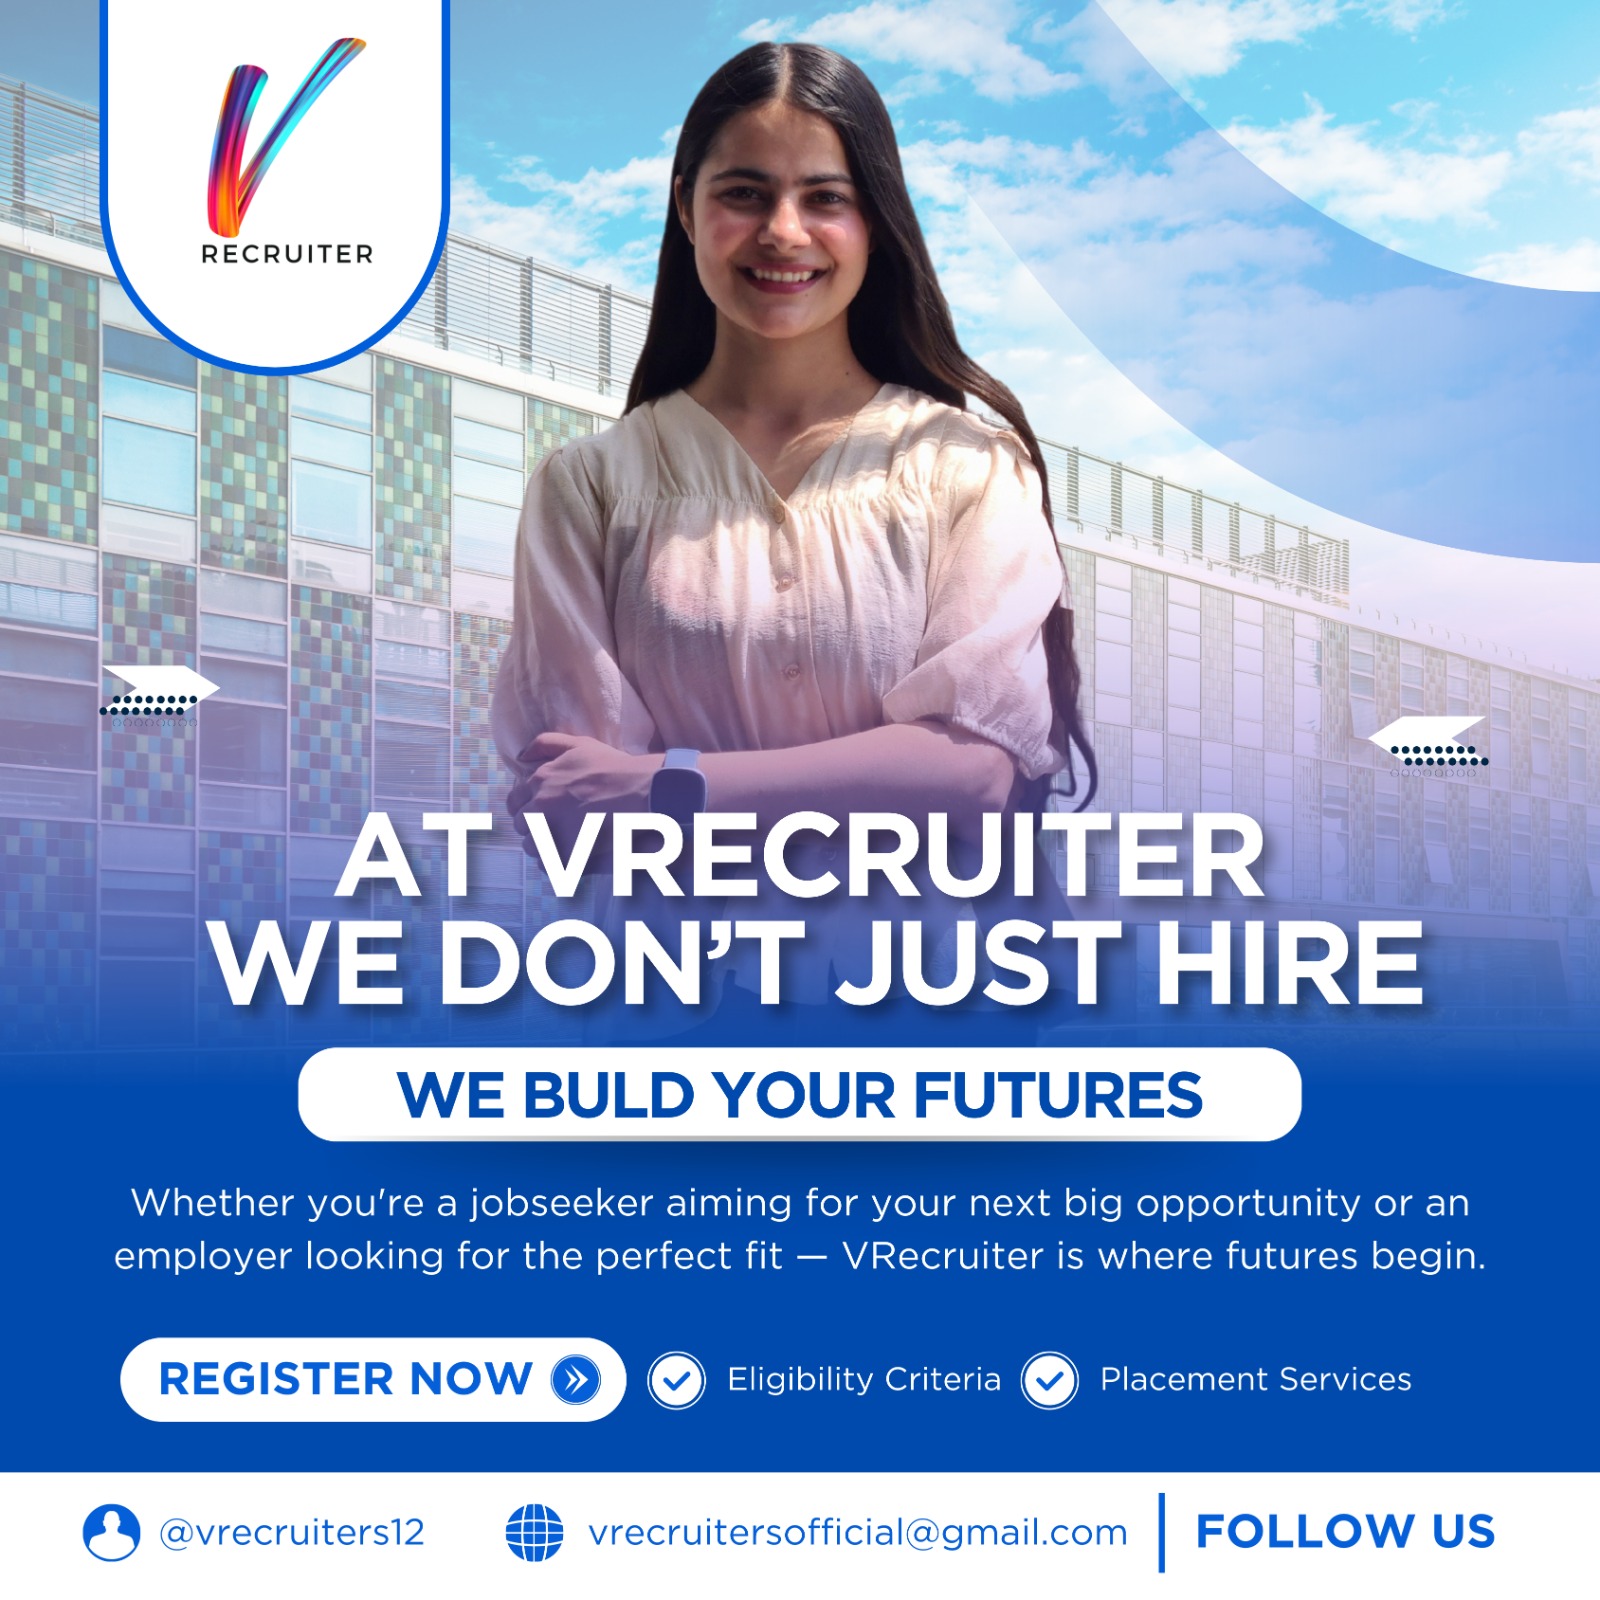 V
RECRUITER
AT VRECRUITER
WE DON'T JUST HIRE
WE BULD YOUR FUTURES
Whether you're a jobseeker aiming for your next big opportunity or an
employer looking for the perfect fit — VRecruiter is where futures begin.
REGISTER NOW
Eligibility Criteria
Placement Services
@vrecruiters12
vrecruitersofficial@gmail.com
FOLLOW US